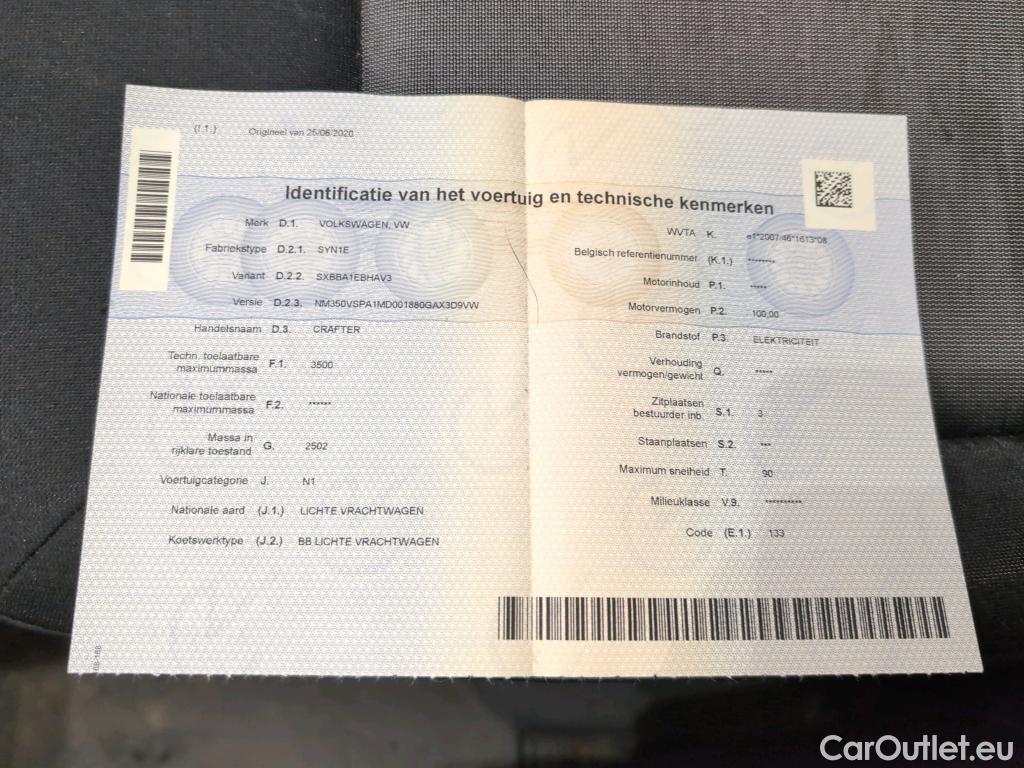 (I.1.) Origineel van 25/06/2020
Identificatie van het voertuig en technische kenmerken
Merk D.1. VOLKSWAGEN, VW
Fabriekstype D.2.1. SYN1E
Variant D.2.2. SXBBA1EBHAV3
Versie D.2.3. NM350VSPA1MD001880GAX3D9VW
Handelsnaam D.3. CRAFTER
Techn. toelaatbare
maximummassa F.1. 3500
Nationale toelaatbare
maximummassa F.2. ******
Massa in
rijklare toestand G. 2502
Voertuigcategorie J. N1
Nationale aard (J.1.) LICHTE VRACHTWAGEN
Koetswerktype (J.2.) BB LICHTE VRACHTWAGEN
WVTA K. e1*2007/46*1613*08
Belgisch referentienummer (K.1.) ********
Motorinhoud P.1. *****
Motorvermogen P.2. 100,00
Brandstof P.3. ELEKTRICITEIT
Verhouding
vermogen/gewicht Q. *****
Zitplaatsen
bestuurder inb. S.1. 3
Staanplaatsen S.2. ***
Maximum snelheid T. 90
Milieuklasse V.9. **********
Code (E.1.) 133
CarOutlet.eu